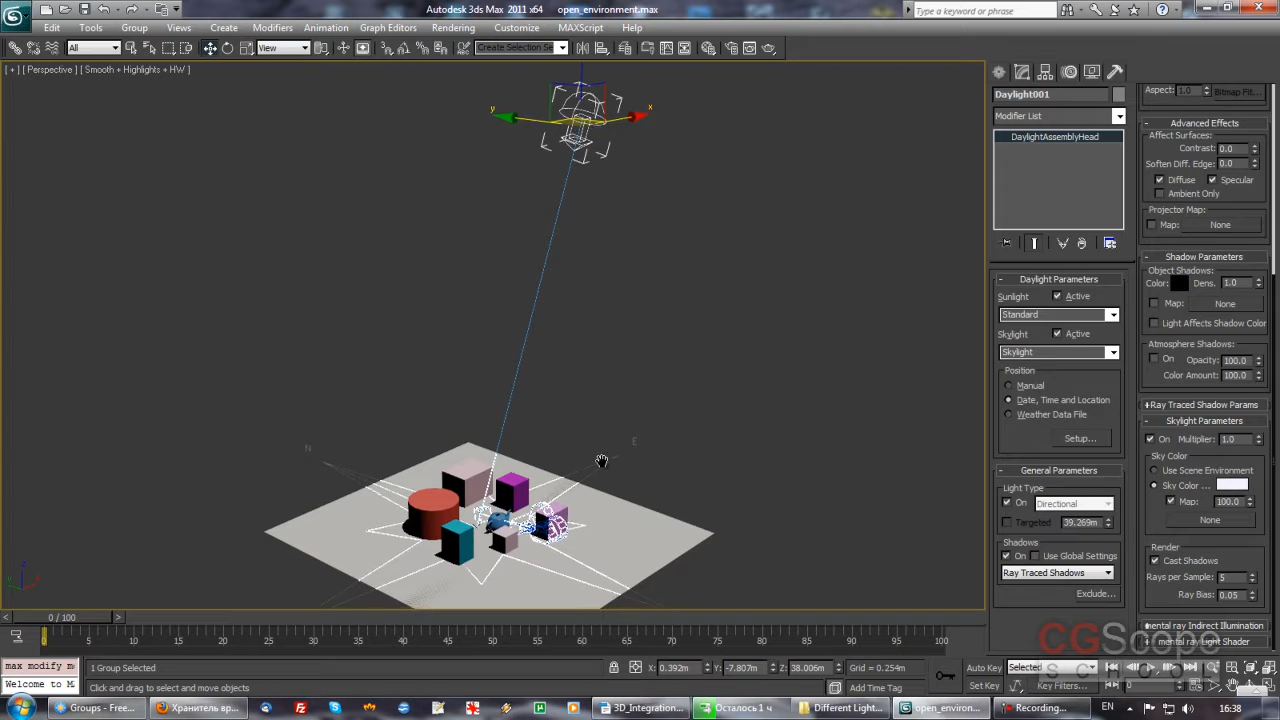 Autodesk 3ds Max 2011 x64 open_environment.max
Type a keyword or phrase
Edit Tools Group Views Create Modifiers Animation Graph Editors Rendering Customize MAXScript Help
All View Create Selection Se
[ + ] [ Perspective ] [ Smooth + Highlights + HW ]
Daylight001
Modifier List
DaylightAssemblyHead
Daylight Parameters
Sunlight Active
Standard
Skylight Active
Skylight
Position
Manual
Date, Time and Location
Weather Data File
Setup...
General Parameters
Light Type
On Directional
Targeted 39.269m
Shadows
On Use Global Settings
Ray Traced Shadows
Exclude...
Aspect: 1.0 Bitmap Fit...
Advanced Effects
Affect Surfaces:
Contrast: 0.0
Soften Diff. Edge: 0.0
Diffuse Specular
Ambient Only
Projector Map:
Map: None
Shadow Parameters
Object Shadows:
Color: Dens. 1.0
Map: None
Light Affects Shadow Color
Atmosphere Shadows:
On Opacity: 100.0
Color Amount: 100.0
Ray Traced Shadow Params
Skylight Parameters
On Multiplier: 1.0
Sky Color
Use Scene Environment
Sky Color ...
Map: 100.0
None
Render
Cast Shadows
Rays per Sample: 5
Ray Bias: 0.05
mental ray Indirect Illumination
mental ray Light Shader
x
y
N
E
z
0 / 100
0 5 10 15 20 25 30 35 40 45 50 55 60 65 70 75 80 85 90 95 100
CGScope
SCHOOL
max modify m
1 Group Selected X: 0.392m Y: -7.807m Z: 38.006m Grid = 0.254m Auto Key Selected
Welcome to M Click and drag to select and move objects Add Time Tag Set Key Key Filters... 0
Groups - Free... Хранитель вр... 3D_Integration... Осталось 1 ч Different Light... open_environ... Recording... EN 16:38